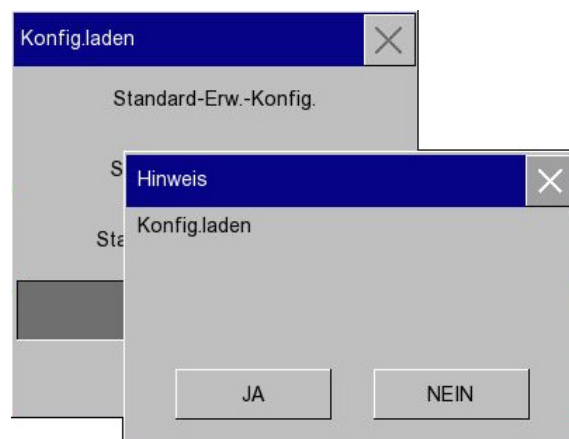 Konfig.laden
Standard-Erw.-Konfig.
Hinweis
Konfig.laden
JA
NEIN